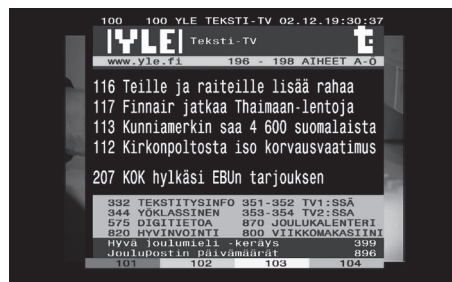 100 100 YLE TEKSTI-TV 02.12.19:30:37
YLE Teksti-TV t:
www.yle.fi 196 - 198 AIHEET A-Ö
116 Teille ja raiteille lisää rahaa
117 Finnair jatkaa Thaimaan-lentoja
113 Kunniamerkin saa 4 600 suomalaista
112 Kirkonpoltosta iso korvausvaatimus
207 KOK hylkäsi EBUn tarjouksen
332 TEKSTITYSINFO 351-352 TV1:SSÄ
344 YÖKLASSINEN 353-354 TV2:SSA
575 DIGITIETOA 870 JOULUKALENTERI
820 HYVINVOINTI 800 VIIKKOMAKASIINI
Hyvä joulumieli -keräys 399
Joulupostin päivämäärät 896
101 102 103 104